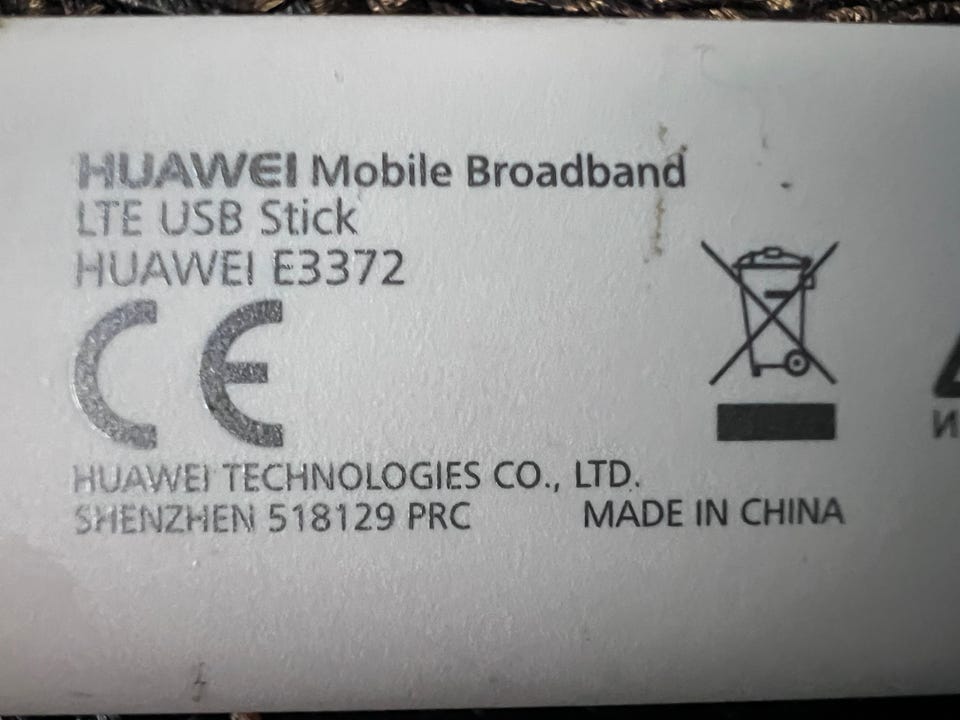 HUAWEI Mobile Broadband
LTE USB Stick
HUAWEI E3372
CE
HUAWEI TECHNOLOGIES CO., LTD.
SHENZHEN 518129 PRC MADE IN CHINA